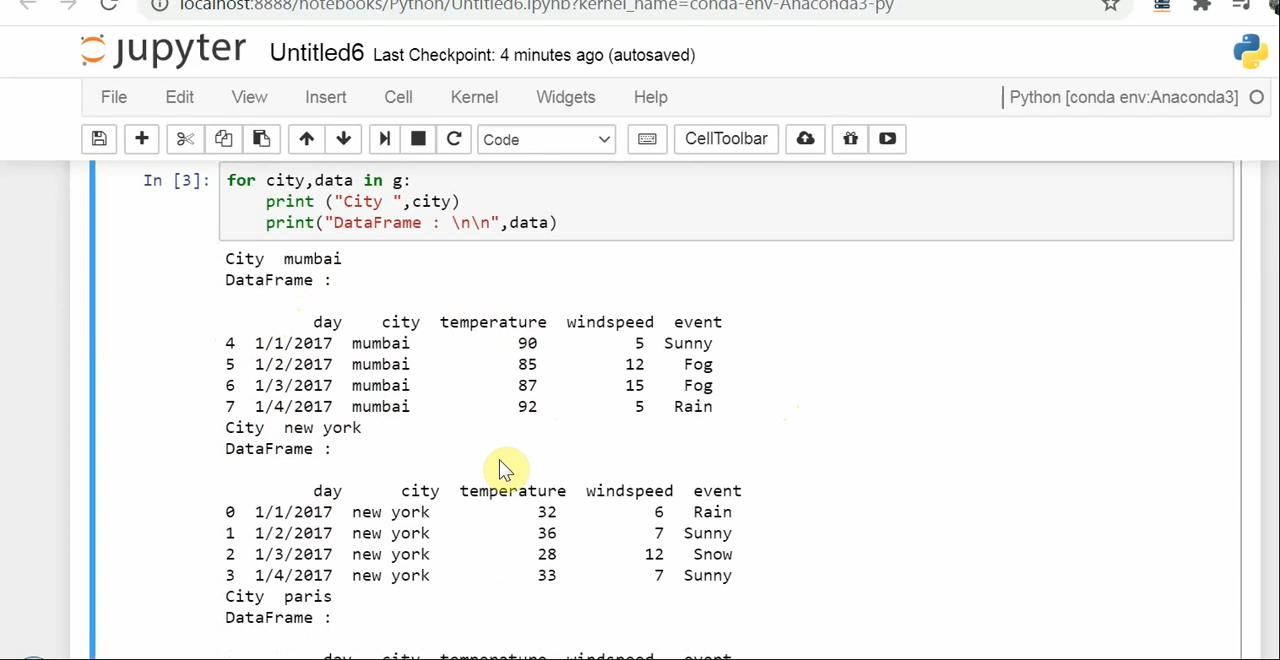 localhost:8888/notebooks/Python/Untitled6.ipynb?kernel_name=conda-env-Anaconda3-py
jupyter Untitled6 Last Checkpoint: 4 minutes ago (autosaved)
File Edit View Insert Cell Kernel Widgets Help Python [conda env:Anaconda3]
Code CellToolbar
In [3]: for city,data in g:
print ("City ",city)
print("DataFrame : \n\n",data)
City  mumbai
DataFrame :
day city temperature windspeed event
4 1/1/2017 mumbai 90 5 Sunny
5 1/2/2017 mumbai 85 12 Fog
6 1/3/2017 mumbai 87 15 Fog
7 1/4/2017 mumbai 92 5 Rain
City  new york
DataFrame :
day city temperature windspeed event
0 1/1/2017 new york 32 6 Rain
1 1/2/2017 new york 36 7 Sunny
2 1/3/2017 new york 28 12 Snow
3 1/4/2017 new york 33 7 Sunny
City  paris
DataFrame :
day city temperature windspeed event